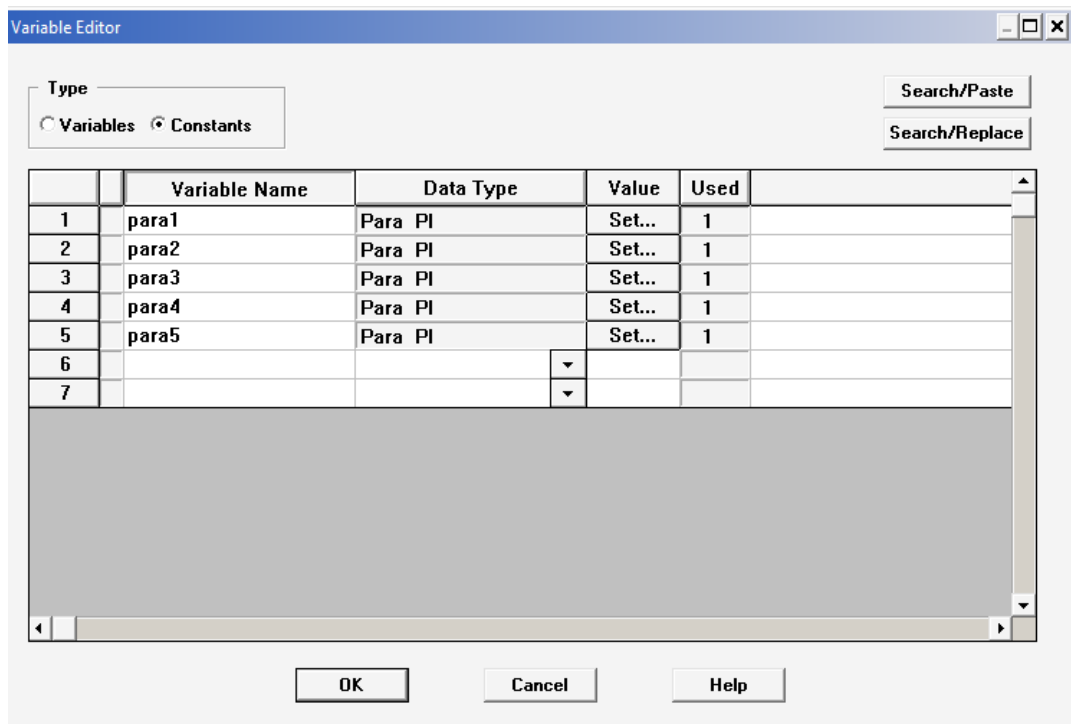 Variable Editor
Type
Variables Constants
Search/Paste
Search/Replace
Variable Name Data Type Value Used
1 para1 Para PI Set... 1
2 para2 Para PI Set... 1
3 para3 Para PI Set... 1
4 para4 Para PI Set... 1
5 para5 Para PI Set... 1
6
7
OK Cancel Help